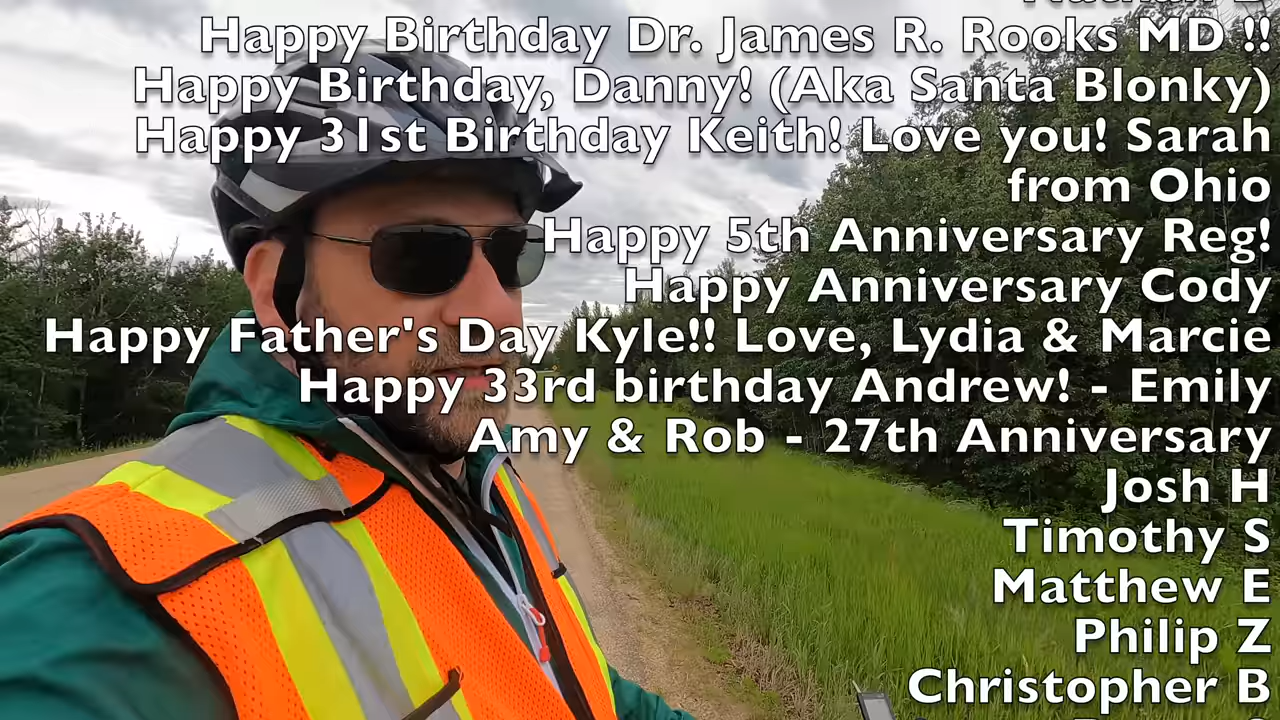 Happy Birthday Dr. James R. Rooks MD !!
Happy Birthday, Danny! (Aka Santa Blonky)
Happy 31st Birthday Keith! Love you! Sarah
from Ohio
Happy 5th Anniversary Reg!
Happy Anniversary Cody
Happy Father's Day Kyle!! Love, Lydia & Marcie
Happy 33rd birthday Andrew! - Emily
Amy & Rob - 27th Anniversary
Josh H
Timothy S
Matthew E
Philip Z
Christopher B